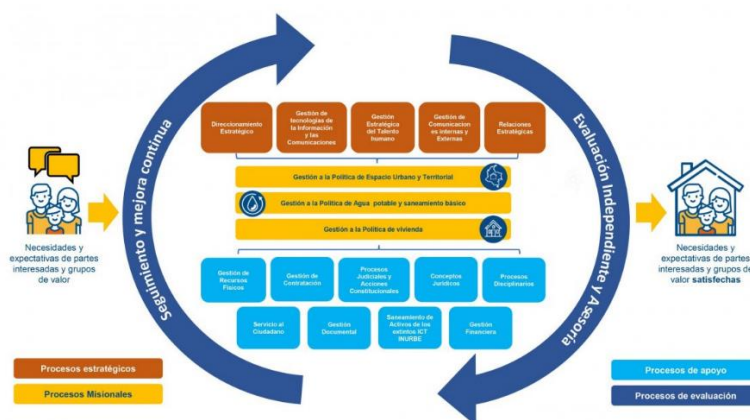 Seguimiento y mejora continua
Evaluación Independiente Y Asesoría
Direccionamiento
Estratégico
Gestión de
tecnologías de
la Información
y las
Comunicaciones
Gestión
Estratégica
del Talento
humano
Gestión de
Comunicacion
es internas y
Externas
Relaciones
Estratégicas
Gestión a la Política de Espacio Urbano y Territorial
Gestión a la Política de Agua potable y saneamiento básico
Gestión a la Política de vivienda
Necesidades y
expectativas de partes
interesadas y grupos
de valor
Necesidades y
expectativas de partes
interesadas y grupos de
valor satisfechas
Gestión de
Recursos
Físicos
Gestión de
Contratación
Procesos
Judiciales y
Acciones
Constitucionales
Conceptos
Jurídicos
Procesos
Disciplinarios
Servicio al
Ciudadano
Gestión
Documental
Saneamiento de
Activos de los
extintos ICT
INURBE
Gestión
Financiera
Procesos estratégicos
Procesos Misionales
Procesos de apoyo
Procesos de evaluación